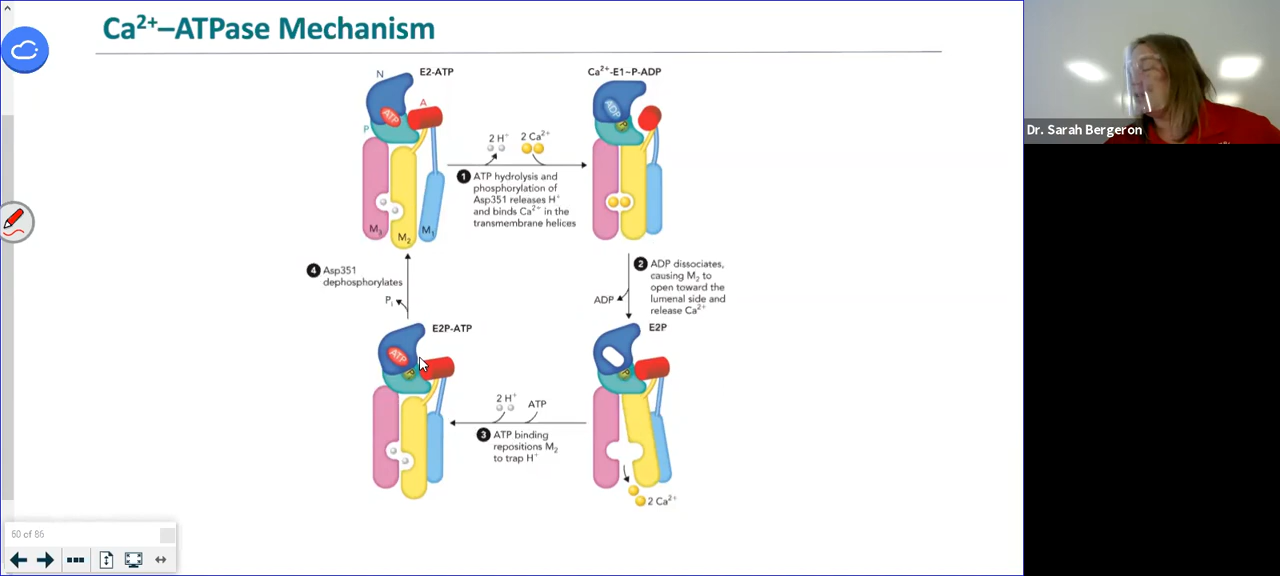 Ca²⁺–ATPase Mechanism
N
E2-ATP
ATP
A
P
M₃
M₂
M₁
2 H⁺
2 Ca²⁺
1 ATP hydrolysis and
phosphorylation of
Asp351 releases H⁺
and binds Ca²⁺ in the
transmembrane helices
Ca²⁺-E1~P-ADP
ADP
2 ADP dissociates,
causing M₂ to
open toward the
lumenal side and
release Ca²⁺
ADP
E2P
2 Ca²⁺
2 H⁺
ATP
3 ATP binding
repositions M₂
to trap H⁺
E2P-ATP
ATP
4 Asp351
dephosphorylates
Pᵢ
Dr. Sarah Bergeron
60 of 86